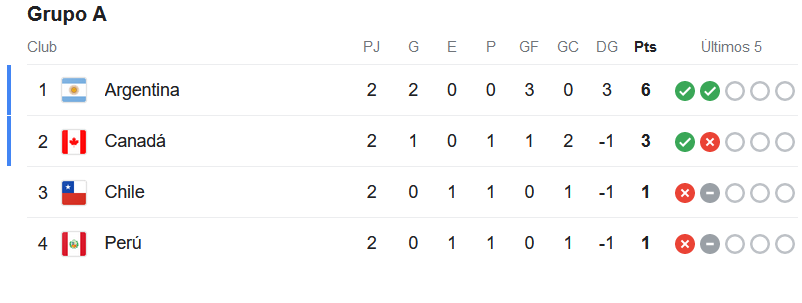 Grupo A
Club PJ G E P GF GC DG Pts Últimos 5
1 Argentina 2 2 0 0 3 0 3 6
2 Canadá 2 1 0 1 1 2 -1 3
3 Chile 2 0 1 1 0 1 -1 1
4 Perú 2 0 1 1 0 1 -1 1